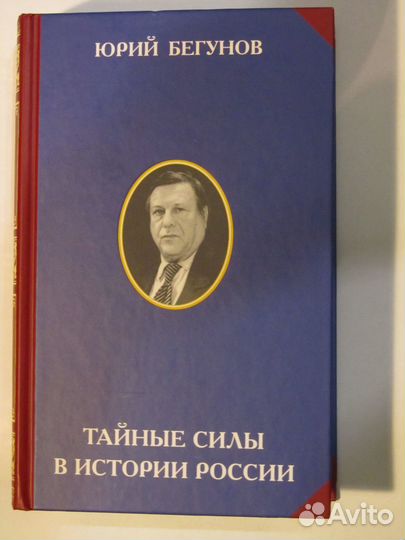 ЮРИЙ БЕГУНОВ
ТАЙНЫЕ СИЛЫ
В ИСТОРИИ РОССИИ
Avito